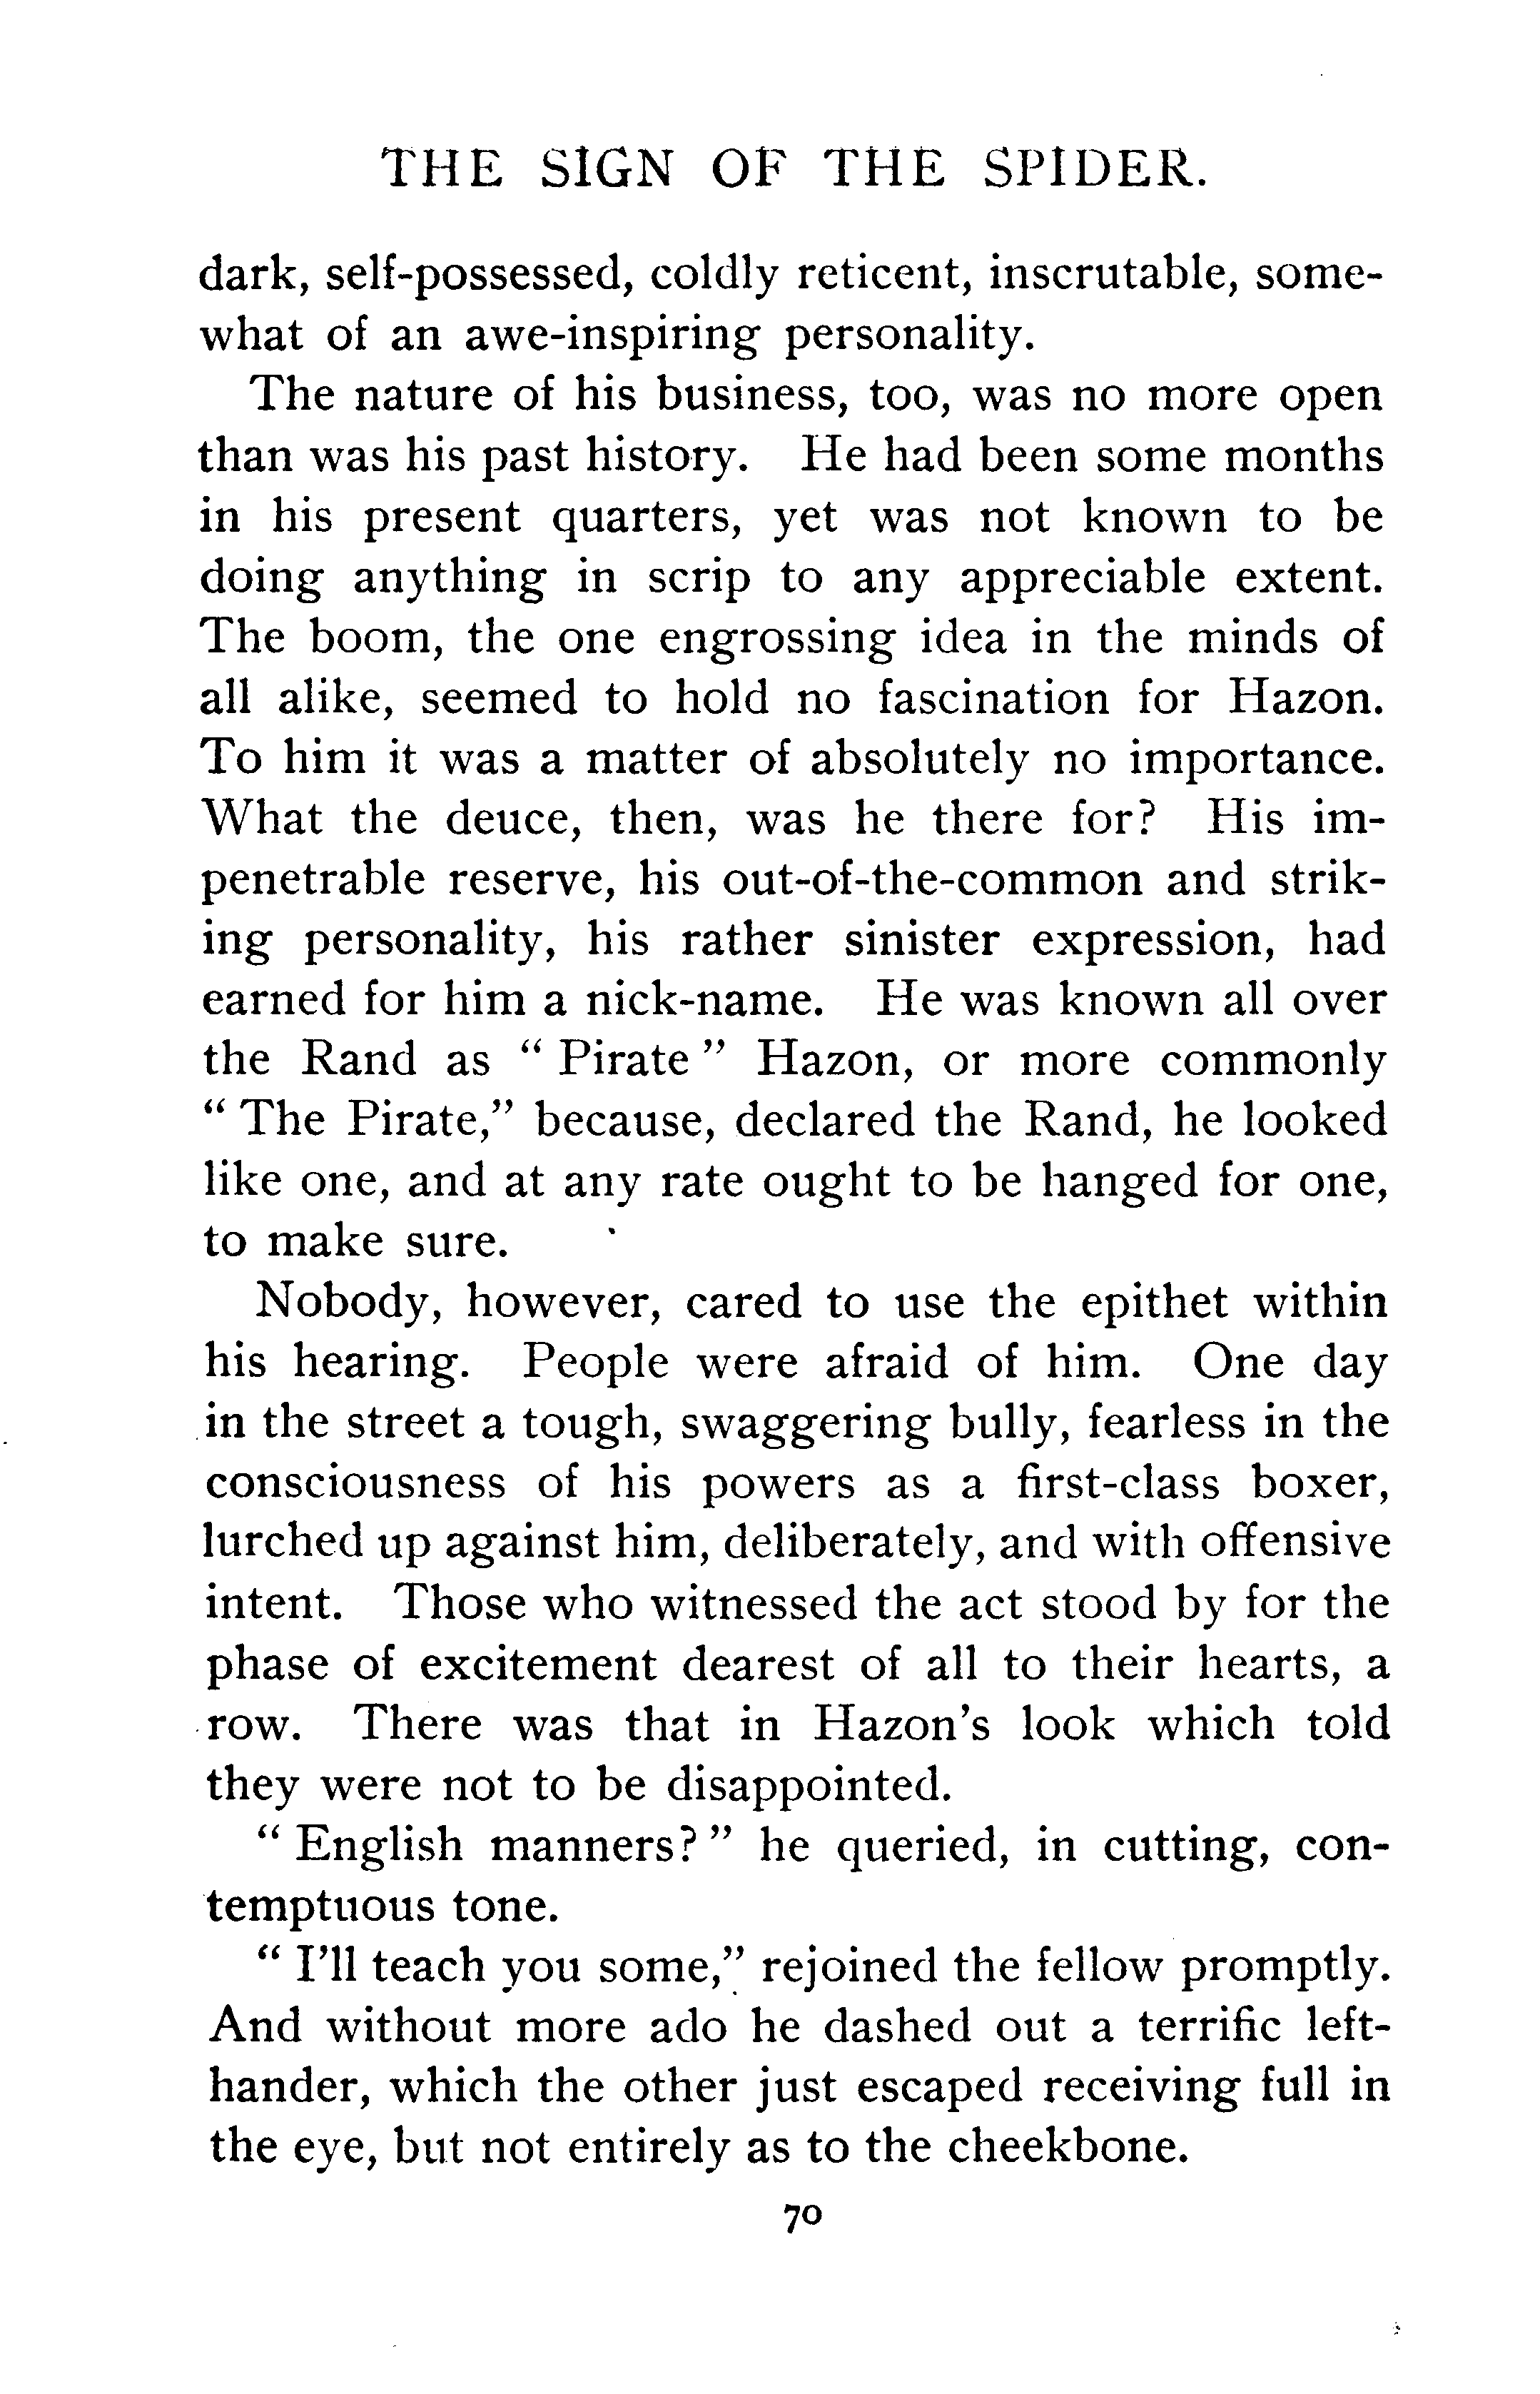 THE SIGN OF THE SPIDER.
dark, self-possessed, coldly reticent, inscrutable, some-
what of an awe-inspiring personality.
The nature of his business, too, was no more open
than was his past history. He had been some months
in his present quarters, yet was not known to be
doing anything in scrip to any appreciable extent.
The boom, the one engrossing idea in the minds of
all alike, seemed to hold no fascination for Hazon.
To him it was a matter of absolutely no importance.
What the deuce, then, was he there for? His im-
penetrable reserve, his out-of-the-common and strik-
ing personality, his rather sinister expression, had
earned for him a nick-name. He was known all over
the Rand as " Pirate " Hazon, or more commonly
" The Pirate," because, declared the Rand, he looked
like one, and at any rate ought to be hanged for one,
to make sure.
Nobody, however, cared to use the epithet within
his hearing. People were afraid of him. One day
in the street a tough, swaggering bully, fearless in the
consciousness of his powers as a first-class boxer,
lurched up against him, deliberately, and with offensive
intent. Those who witnessed the act stood by for the
phase of excitement dearest of all to their hearts, a
row. There was that in Hazon's look which told
they were not to be disappointed.
" English manners? " he queried, in cutting, con-
temptuous tone.
" I'll teach you some," rejoined the fellow promptly.
And without more ado he dashed out a terrific left-
hander, which the other just escaped receiving full in
the eye, but not entirely as to the cheekbone.
70